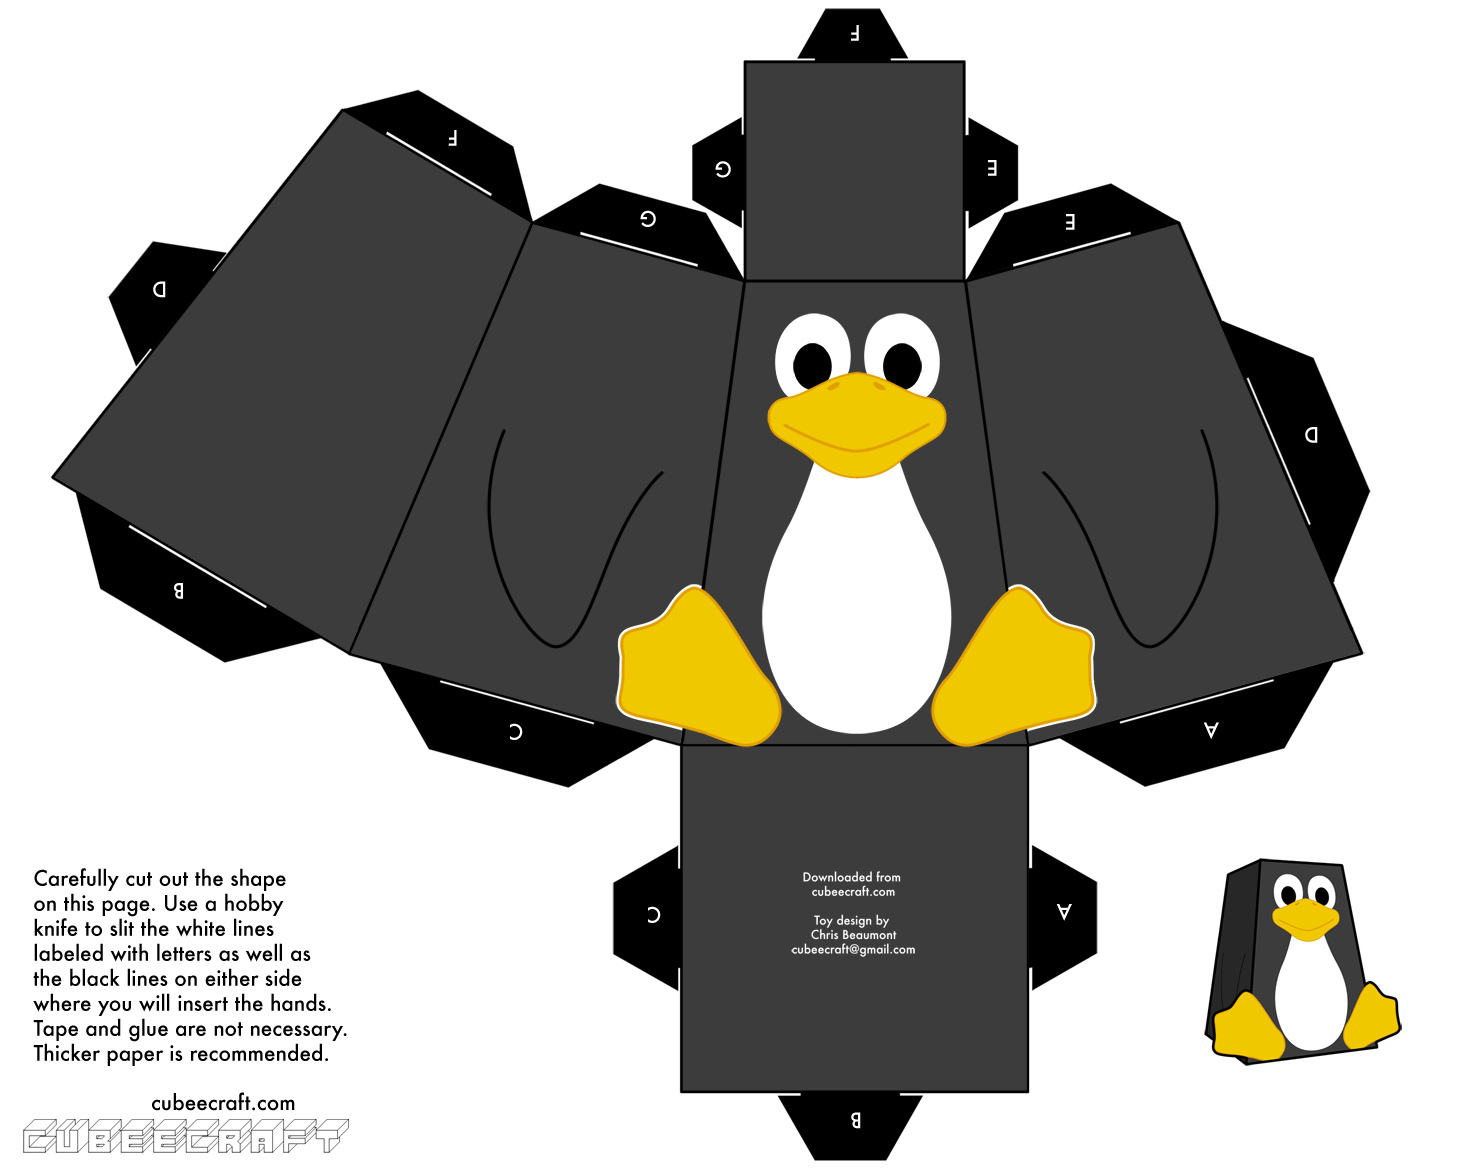 F
F
G
E
G
E
D
D
B
C
A
Downloaded from
cubeecraft.com
Toy design by
Chris Beaumont
cubeecraft@gmail.com
C
A
B
Carefully cut out the shape
on this page. Use a hobby
knife to slit the white lines
labeled with letters as well as
the black lines on either side
where you will insert the hands.
Tape and glue are not necessary.
Thicker paper is recommended.
cubeecraft.com
CUBEECRAFT